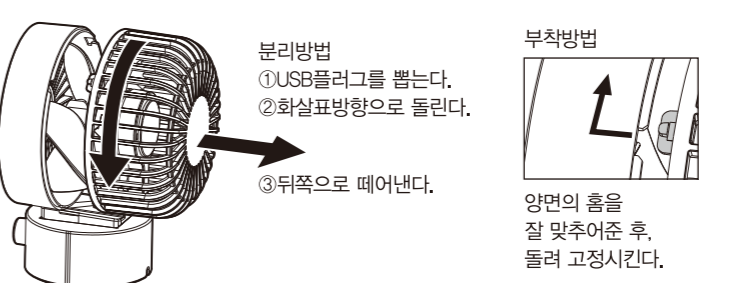 분리방법
①USB플러그를 뽑는다.
②화살표방향으로 돌린다.
③뒤쪽으로 떼어낸다.
부착방법
양면의 홈을
잘 맞추어준 후,
돌려 고정시킨다.